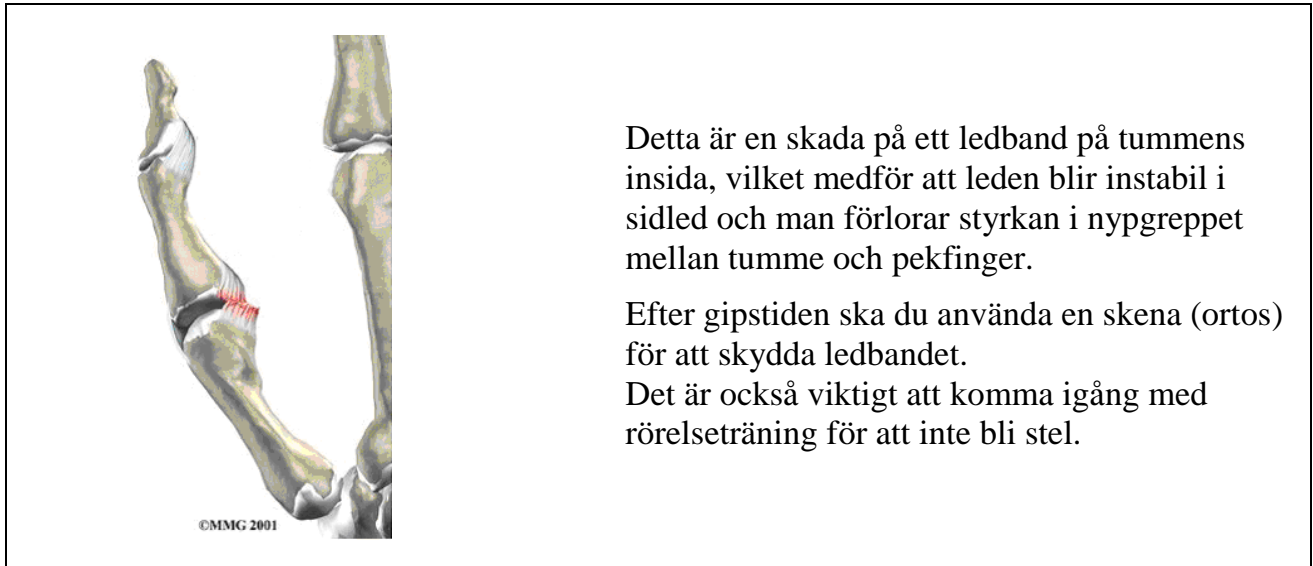 Detta är en skada på ett ledband på tummens
insida, vilket medför att leden blir instabil i
sidled och man förlorar styrkan i nypgreppet
mellan tumme och pekfinger.
Efter gipstiden ska du använda en skena (ortos)
för att skydda ledbandet.
Det är också viktigt att komma igång med
rörelseträning för att inte bli stel.
©MMG 2001